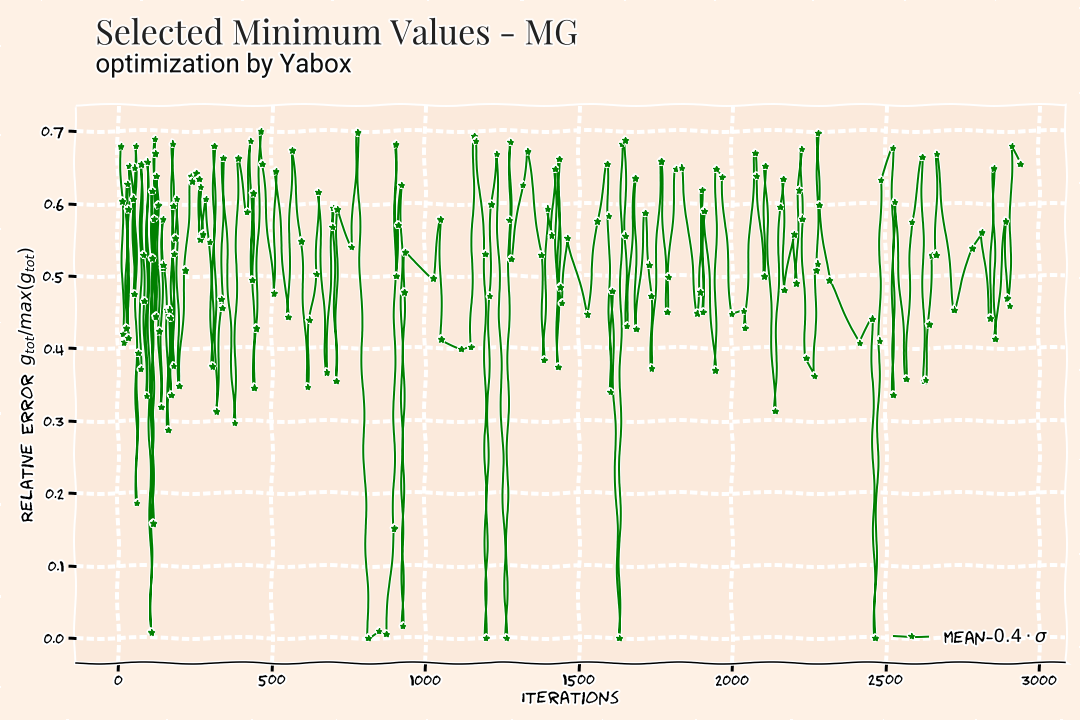 Selected Minimum Values - MG
optimization by Yabox
RELATIVE ERROR g_tot/max(g_tot)
0.7
0.6
0.5
0.4
0.3
0.2
0.1
0.0
MEAN-0.4 · σ
0 500 1000 1500 2000 2500 3000
ITERATIONS